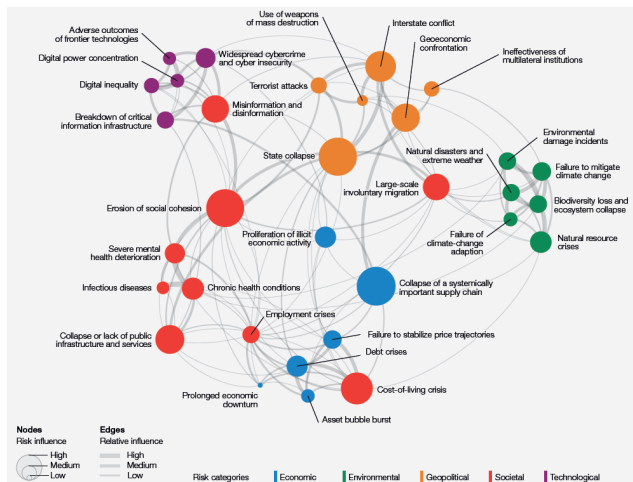 Use of weapons
of mass destruction
Interstate conflict
Adverse outcomes
of frontier technologies
Geoeconomic
confrontation
Widespread cybercrime
and cyber insecurity
Ineffectiveness of
multilateral institutions
Digital power concentration
Digital inequality
Terrorist attacks
Misinformation and
disinformation
Breakdown of critical
information infrastructure
Environmental
damage incidents
Natural disasters and
extreme weather
State collapse
Failure to mitigate
climate change
Large-scale
involuntary migration
Biodiversity loss and
ecosystem collapse
Erosion of social cohesion
Failure of
climate-change
adaption
Proliferation of illicit
economic activity
Natural resource
crises
Severe mental
health deterioration
Infectious diseases
Chronic health conditions
Collapse of a systemically
important supply chain
Employment crises
Collapse or lack of public
infrastructure and services
Failure to stabilize price trajectories
Debt crises
Prolonged economic
downturn
Cost-of-living crisis
Asset bubble burst
Nodes
Risk influence
High
Medium
Low
Edges
Relative influence
High
Medium
Low
Risk categories
Economic
Environmental
Geopolitical
Societal
Technological